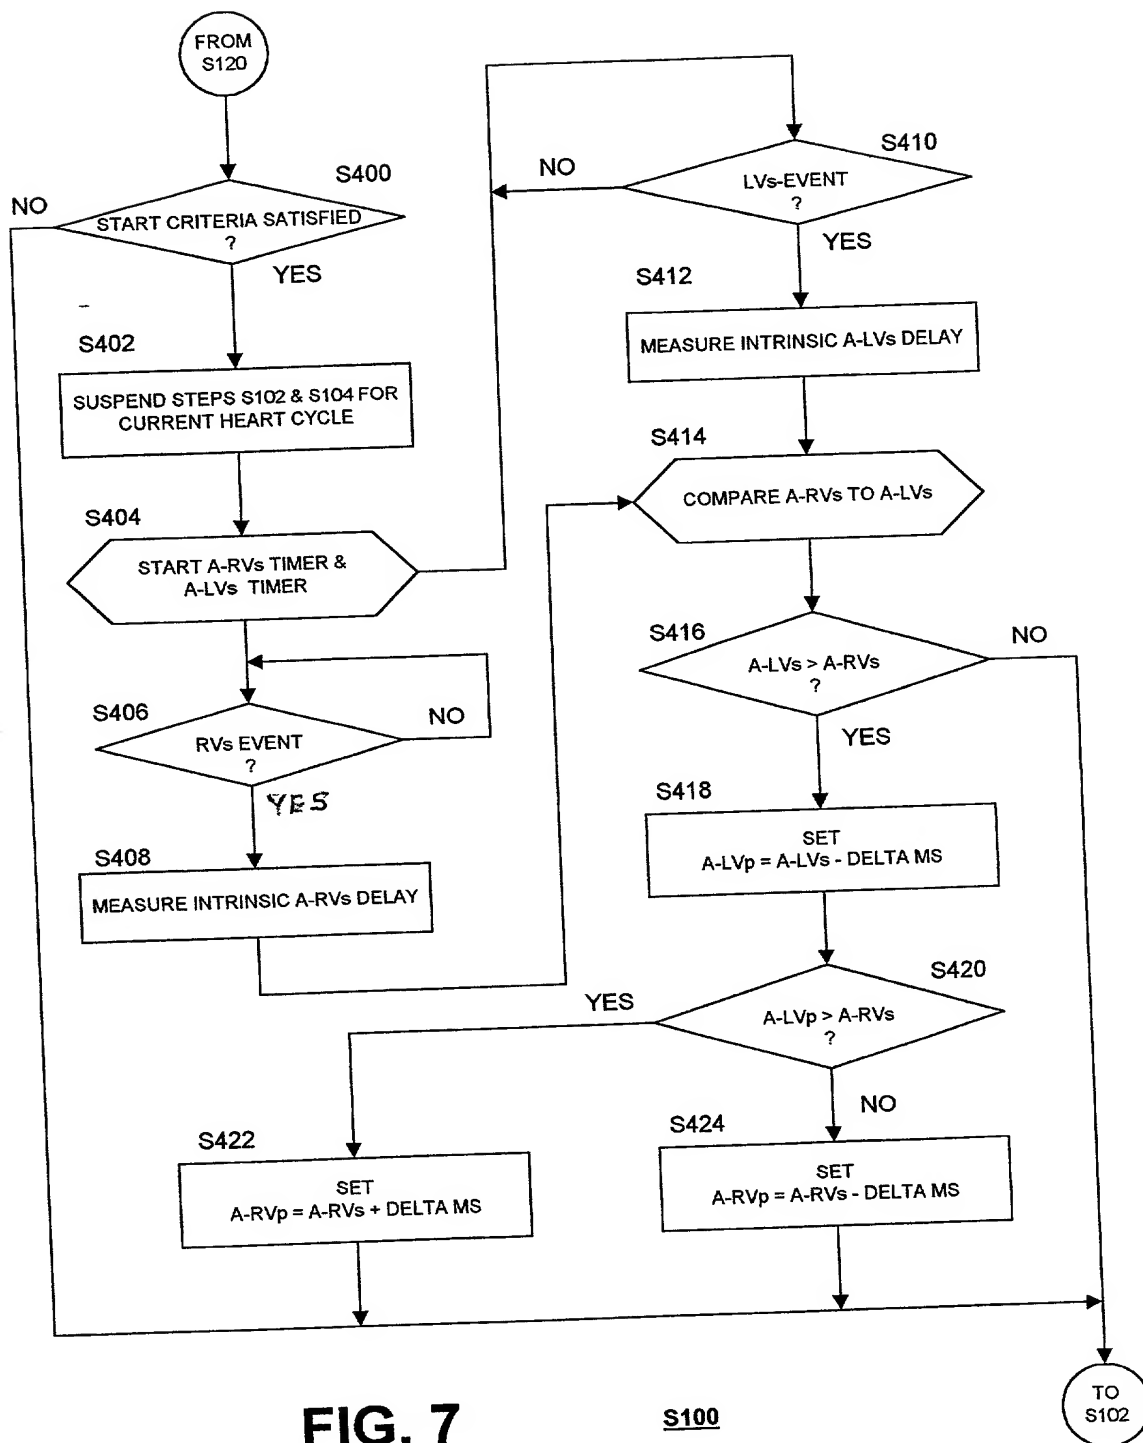 FROM
S120
S400
NO
START CRITERIA SATISFIED
?
YES
S402
SUSPEND STEPS S102 & S104 FOR
CURRENT HEART CYCLE
S404
START A-RVs TIMER &
A-LVs TIMER
S406
RVs EVENT
?
NO
YES
S408
MEASURE INTRINSIC A-RVs DELAY
S410
LVs-EVENT
?
NO
YES
S412
MEASURE INTRINSIC A-LVs DELAY
S414
COMPARE A-RVs TO A-LVs
S416
A-LVs > A-RVs
?
NO
YES
S418
SET
A-LVp = A-LVs - DELTA MS
S420
A-LVp > A-RVs
?
YES
NO
S422
SET
A-RVp = A-RVs + DELTA MS
S424
SET
A-RVp = A-RVs - DELTA MS
TO
S102
FIG. 7
S100